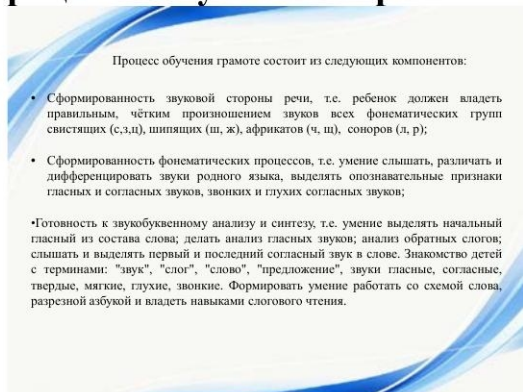 Процесс обучения грамоте состоит из следующих компонентов:
• Сформированность звуковой стороны речи, т.е. ребенок должен владеть
правильным, чётким произношением звуков всех фонематических групп
свистящих (с,з,ц), шипящих (ш, ж), африкатов (ч, щ), соноров (л, р);
• Сформированность фонематических процессов, т.е. умение слышать, различать и
дифференцировать звуки родного языка, выделять опознавательные признаки
гласных и согласных звуков, звонких и глухих согласных звуков;
•Готовность к звукобуквенному анализу и синтезу, т.е. умение выделять начальный
гласный из состава слова; делать анализ гласных звуков; анализ обратных слогов;
слышать и выделять первый и последний согласный звук в слове. Знакомство детей
с терминами: "звук", "слог", "слово", "предложение", звуки гласные, согласные,
твердые, мягкие, глухие, звонкие. Формировать умение работать со схемой слова,
разрезной азбукой и владеть навыками слогового чтения.